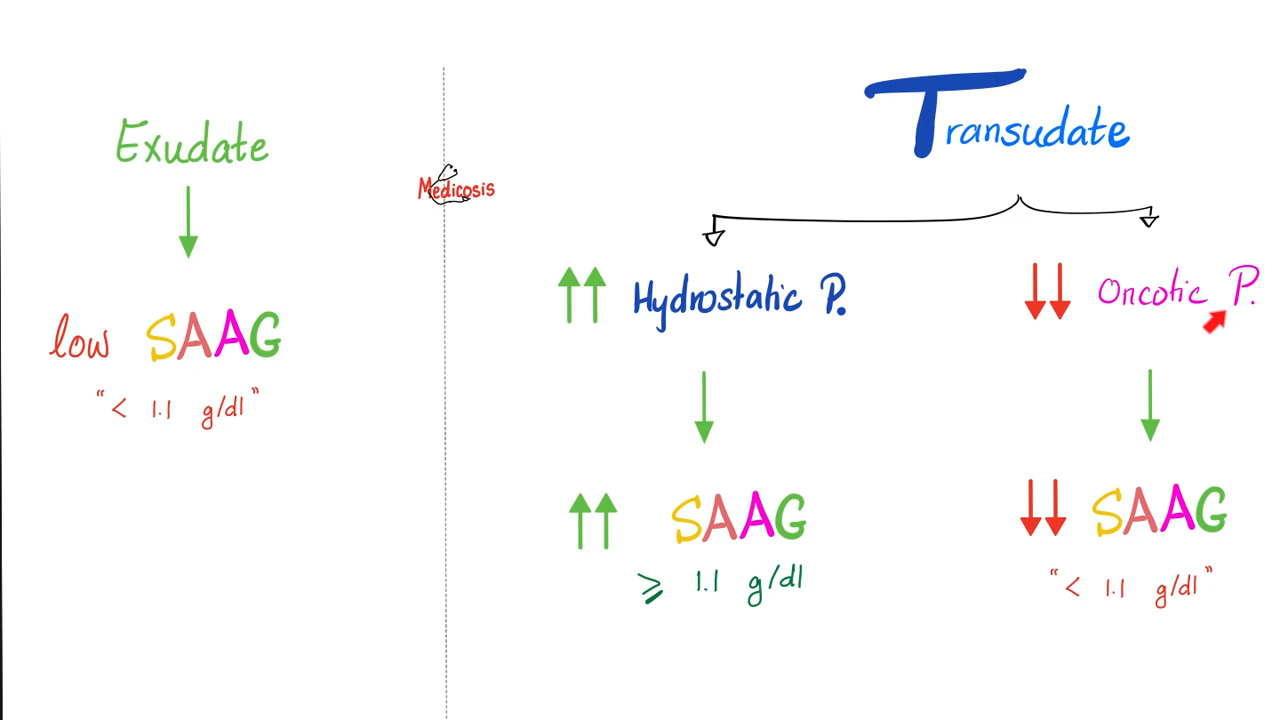 Exudate
low SAAG
"< 1.1 g/dl"
Medicosis
Transudate
Hydrostatic P.
SAAG
⩾ 1.1 g/dl
Oncotic P.
SAAG
"< 1.1 g/dl"